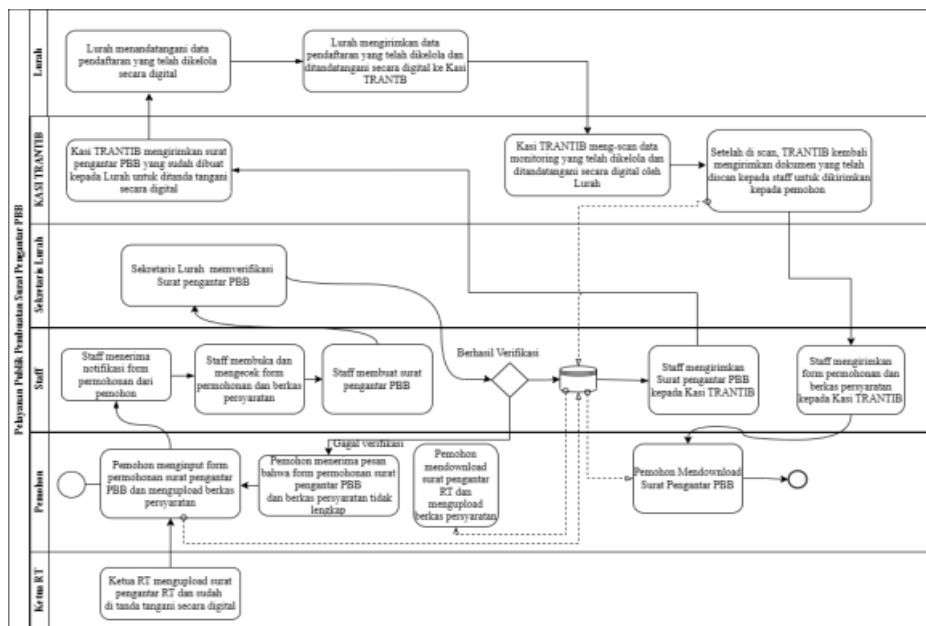 Pelayanan Publik Pembuatan Surat Pengantar PBB
Lurah
Lurah menandatangani data
pendaftaran yang telah dikelola
secara digital
Lurah mengirimkan data
pendaftaran yang telah dikelola dan
ditandatangani secara digital ke Kasi
TRANTB
KASI TRANTIB
Kasi TRANTIB mengirimkan surat
pengantar PBB yang sudah dibuat
kepada Lurah untuk ditanda tangani
secara digital
Kasi TRANTIB meng-scan data
monitoring yang telah dikelola dan
ditandatangani secara digital oleh
Lurah
Setelah di scan, TRANTIB kembali
mengirimkan dokumen yang telah
discan kepada staff untuk dikirimkan
kepada pemohon
Sekretaris Lurah
Sekretaris Lurah memverifikasi
Surat pengantar PBB
Staff
Staff menerima
notifikasi form
permohonan dari
pemohon
Staff membuka dan
mengecek form
permohonan dan berkas
persyaratan
Staff membuat surat
pengantar PBB
Berhasil Verifikasi
Staff mengirimkan
Surat pengantar PBB
kepada Kasi TRANTIB
Staff mengirimkan
form permohonan dan
berkas persyaratan
kepada Kasi TRANTIB
Pemohon
Pemohon menginput form
permohonan surat pengantar
PBB dan mengupload berkas
persyaratan
Gagal verifikasi
Pemohon menerima pesan
bahwa form permohonan surat
pengantar PBB
dan berkas persyaratan tidak
lengkap
Pemohon
mendownload
surat pengantar
RT dan
mengupload
berkas persyaratan
Pemohon Mendownload
Surat Pengantar PBB
Ketua RT
Ketua RT mengupload surat
pengantar RT dan sudah
di tanda tangani secara digital